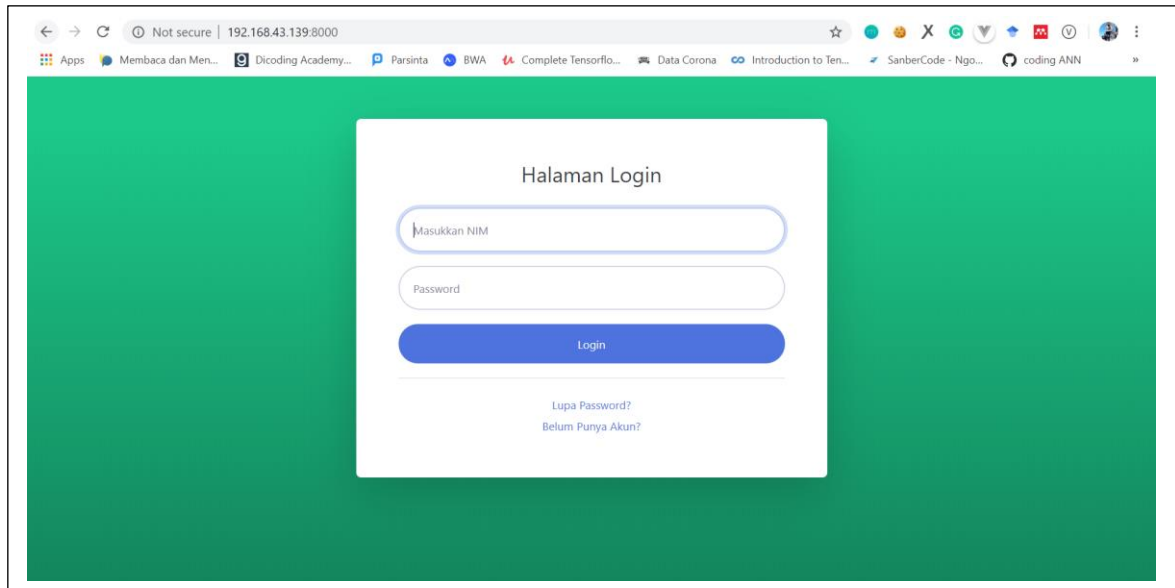 Not secure | 192.168.43.139:8000
Apps Membaca dan Men... Dicoding Academy... Parsinta BWA Complete Tensorflo... Data Corona Introduction to Ten... SanberCode - Ngo... coding ANN »
Halaman Login
Masukkan NIM
Password
Login
Lupa Password?
Belum Punya Akun?